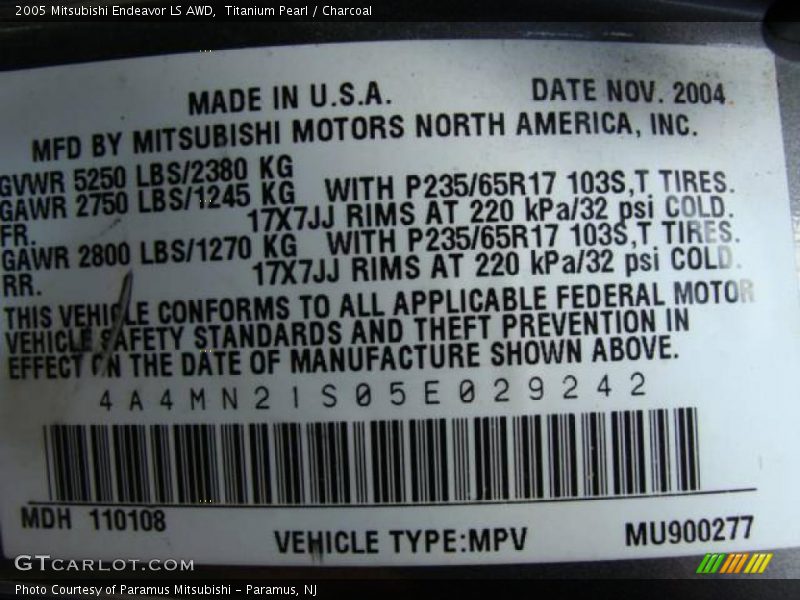 2005 Mitsubishi Endeavor LS AWD,  Titanium Pearl / Charcoal
MADE IN U.S.A. DATE NOV. 2004
MFD BY MITSUBISHI MOTORS NORTH AMERICA, INC.
GVWR 5250 LBS/2380 KG
GAWR 2750 LBS/1245 KG WITH P235/65R17 103S,T TIRES.
FR. 17X7JJ RIMS AT 220 kPa/32 psi COLD.
GAWR 2800 LBS/1270 KG WITH P235/65R17 103S,T TIRES.
RR. 17X7JJ RIMS AT 220 kPa/32 psi COLD.
THIS VEHICLE CONFORMS TO ALL APPLICABLE FEDERAL MOTOR
VEHICLE SAFETY STANDARDS AND THEFT PREVENTION IN
EFFECT ON THE DATE OF MANUFACTURE SHOWN ABOVE.
4A4MN21S05E029242
MDH 110108
VEHICLE TYPE:MPV
MU900277
GTCARLOT.COM
Photo Courtesy of Paramus Mitsubishi – Paramus, NJ